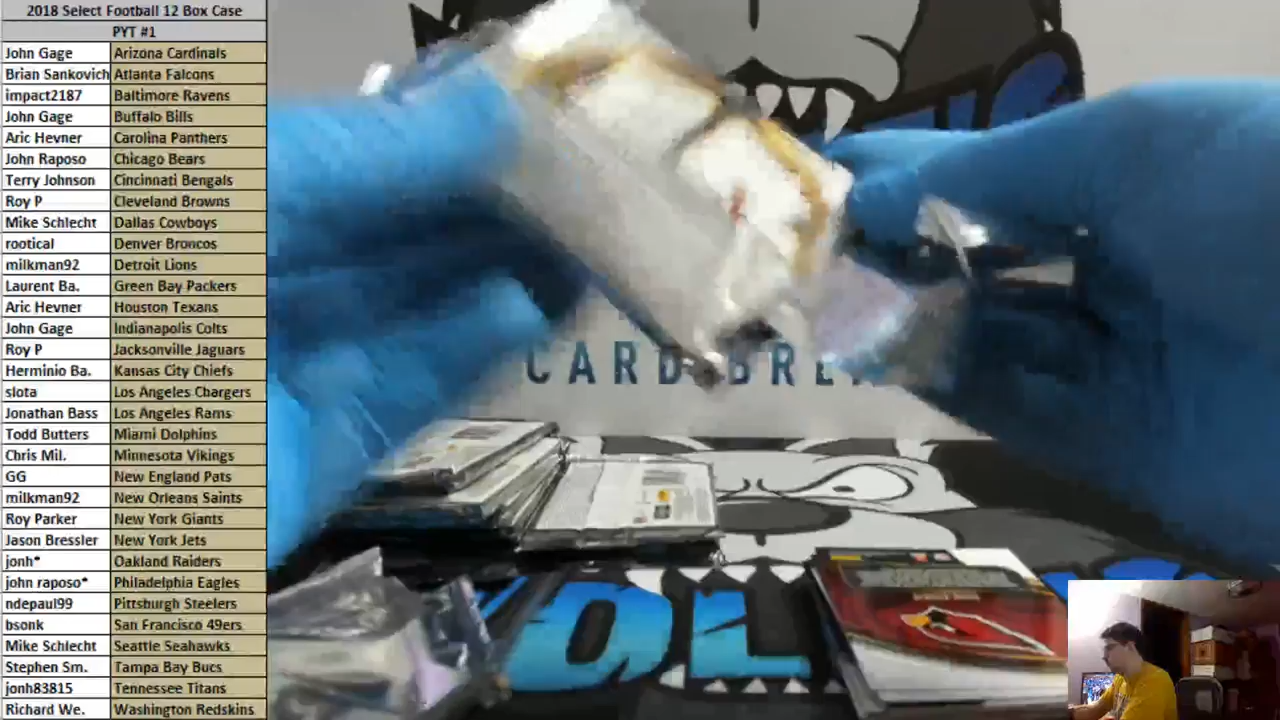 2018 Select Football 12 Box Case
PYT #1
John Gage Arizona Cardinals
Brian Sankovich Atlanta Falcons
impact2187 Baltimore Ravens
John Gage Buffalo Bills
Aric Hevner Carolina Panthers
John Raposo Chicago Bears
Terry Johnson Cincinnati Bengals
Roy P Cleveland Browns
Mike Schlecht Dallas Cowboys
rootical Denver Broncos
milkman92 Detroit Lions
Laurent Ba. Green Bay Packers
Aric Hevner Houston Texans
John Gage Indianapolis Colts
Roy P Jacksonville Jaguars
Herminio Ba. Kansas City Chiefs
slota Los Angeles Chargers
Jonathan Bass Los Angeles Rams
Todd Butters Miami Dolphins
Chris Mil. Minnesota Vikings
GG New England Pats
milkman92 New Orleans Saints
Roy Parker New York Giants
Jason Bressler New York Jets
jonh* Oakland Raiders
john raposo* Philadelphia Eagles
ndepaul99 Pittsburgh Steelers
bsonk San Francisco 49ers
Mike Schlecht Seattle Seahawks
Stephen Sm. Tampa Bay Bucs
jonh83815 Tennessee Titans
Richard We. Washington Redskins
CARD BRE
OL